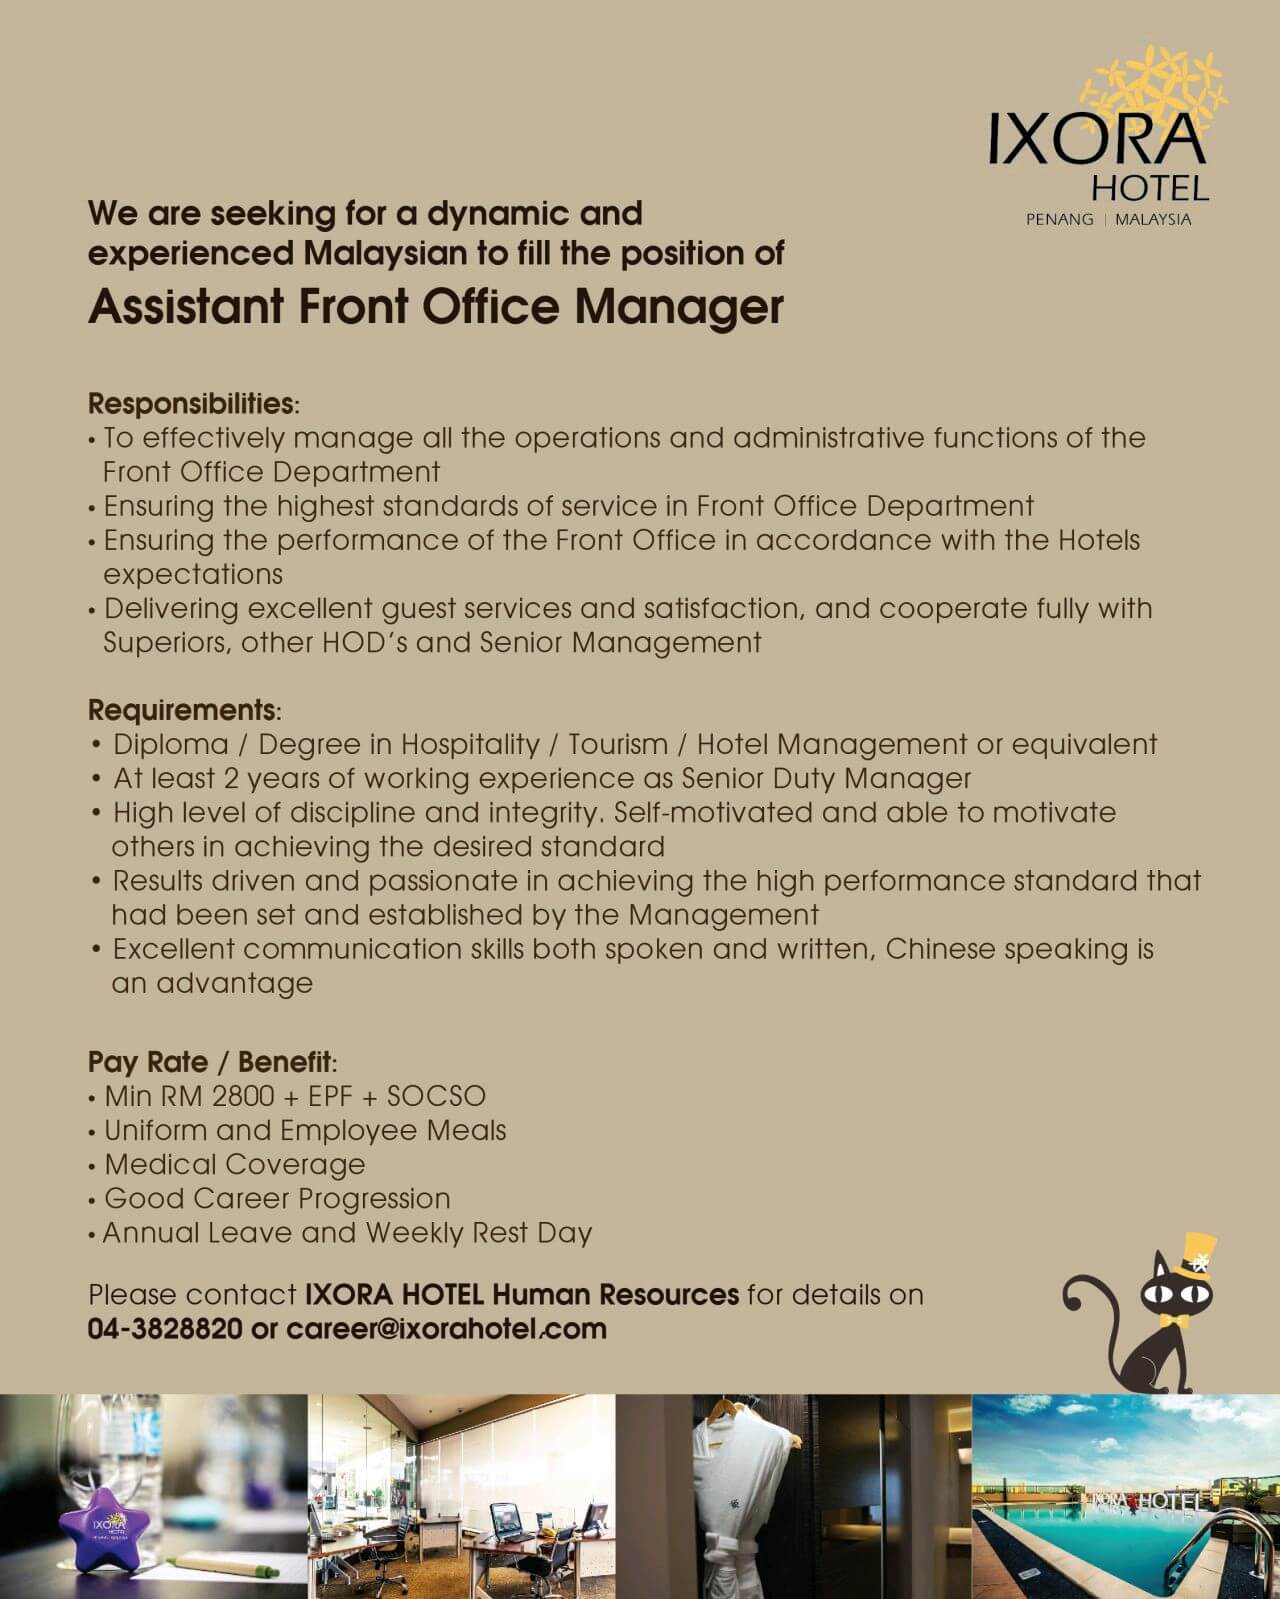 IXORA
HOTEL
PENANG | MALAYSIA
We are seeking for a dynamic and
experienced Malaysian to fill the position of
Assistant Front Office Manager
Responsibilities:
• To effectively manage all the operations and administrative functions of the
Front Office Department
• Ensuring the highest standards of service in Front Office Department
• Ensuring the performance of the Front Office in accordance with the Hotels
expectations
• Delivering excellent guest services and satisfaction, and cooperate fully with
Superiors, other HOD's and Senior Management
Requirements:
• Diploma / Degree in Hospitality / Tourism / Hotel Management or equivalent
• At least 2 years of working experience as Senior Duty Manager
• High level of discipline and integrity. Self-motivated and able to motivate
others in achieving the desired standard
• Results driven and passionate in achieving the high performance standard that
had been set and established by the Management
• Excellent communication skills both spoken and written, Chinese speaking is
an advantage
Pay Rate / Benefit:
• Min RM 2800 + EPF + SOCSO
• Uniform and Employee Meals
• Medical Coverage
• Good Career Progression
• Annual Leave and Weekly Rest Day
Please contact IXORA HOTEL Human Resources for details on
04-3828820 or career@ixorahotel.com
IXORA
HOTEL
IXORA HOTEL